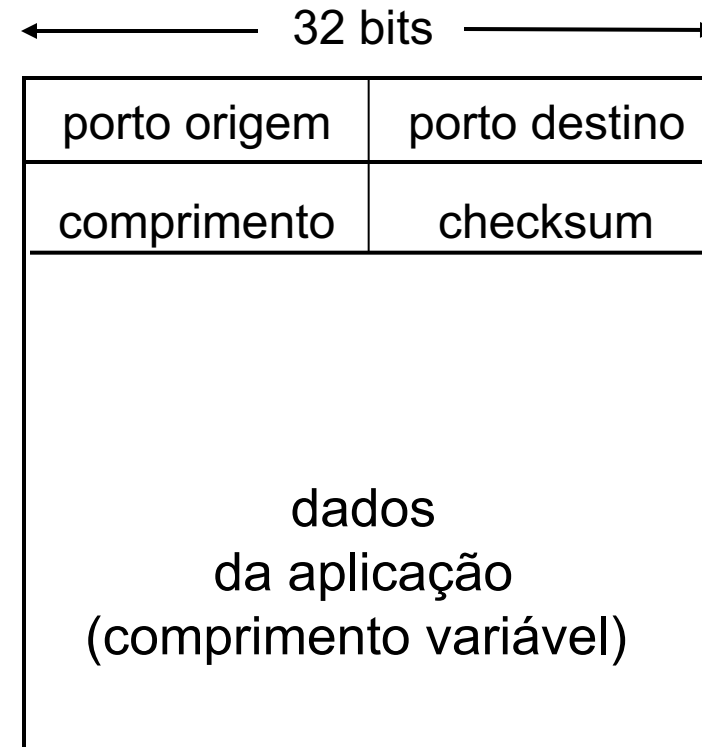 32 bits
porto origem
porto destino
comprimento
checksum
dados
da aplicação
(comprimento variável)